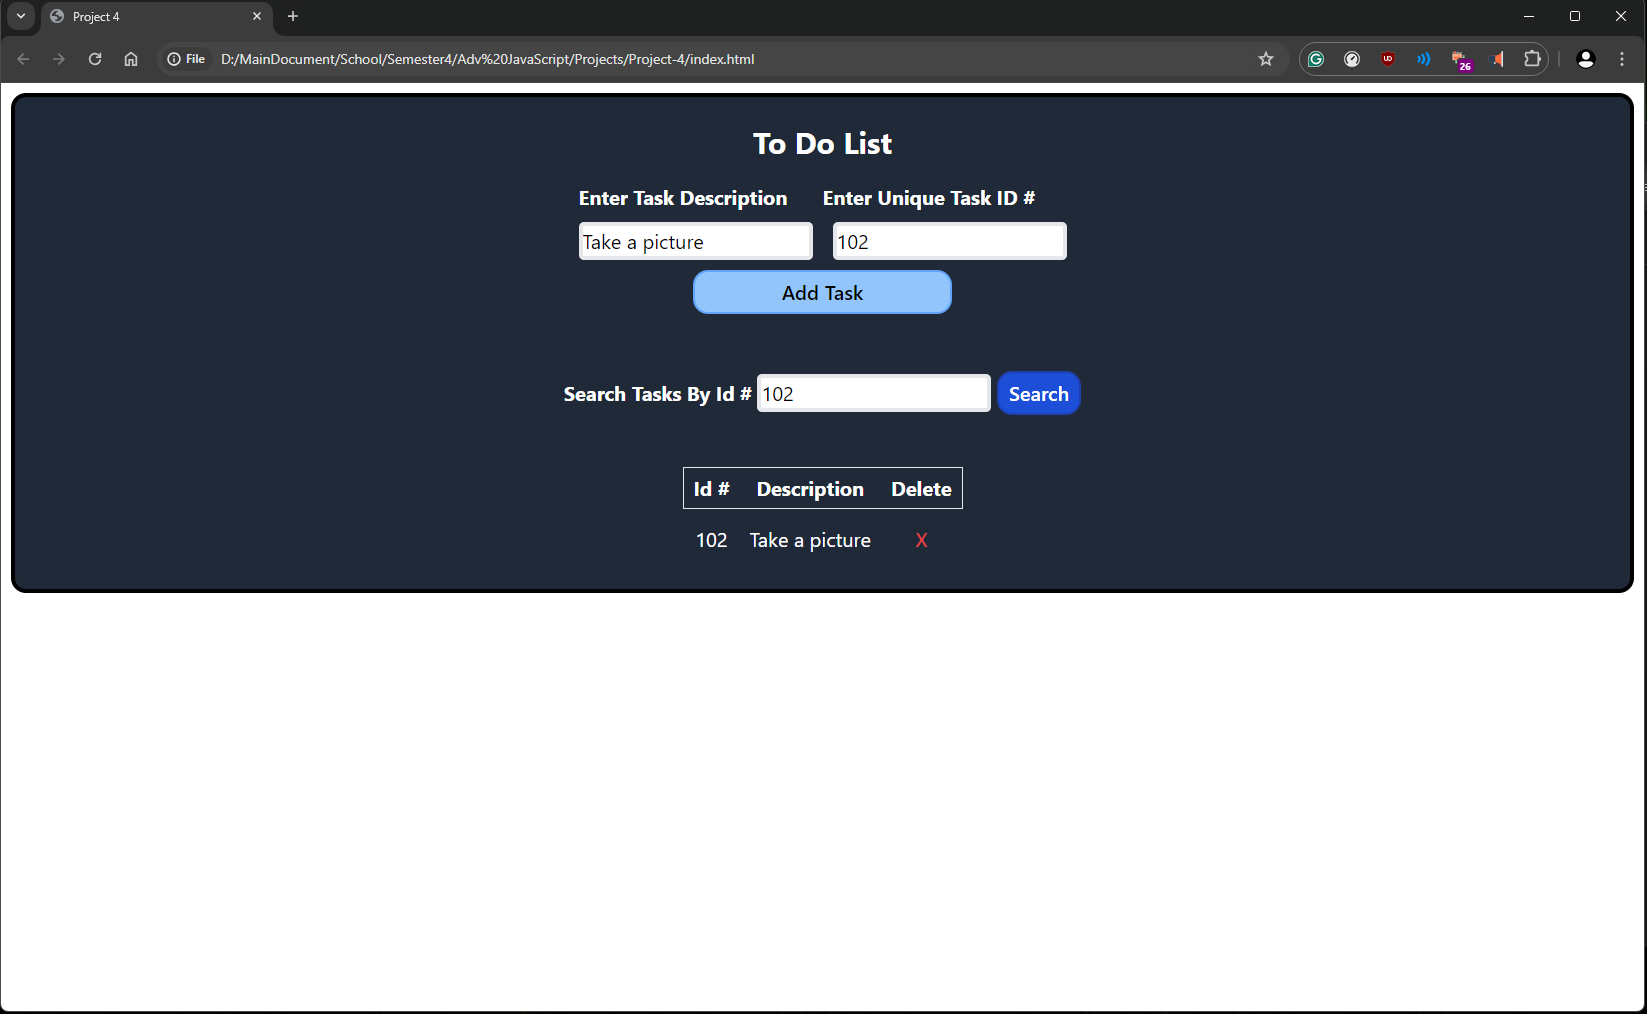 Project 4
File D:/MainDocument/School/Semester4/Adv%20JavaScript/Projects/Project-4/index.html
26
To Do List
Enter Task Description Enter Unique Task ID #
Take a picture 102
Add Task
Search Tasks By Id # 102 Search
Id # Description Delete
102 Take a picture X